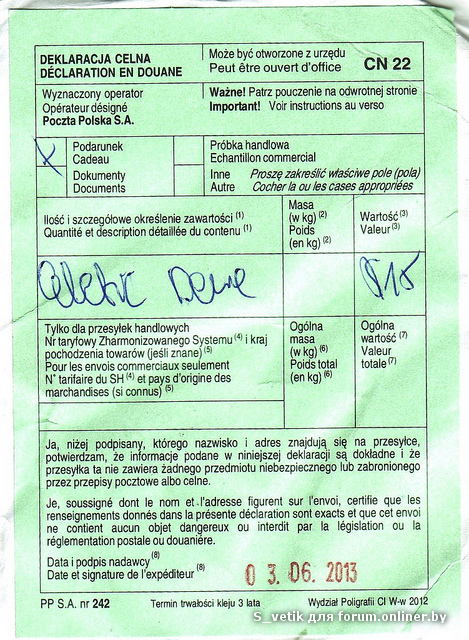 DEKLARACJA CELNA
DÉCLARATION EN DOUANE
Może być otworzone z urzędu
Peut être ouvert d'office
CN 22
Wyznaczony operator
Opérateur désigné
Poczta Polska S.A.
Ważne! Patrz pouczenie na odwrotnej stronie
Important! Voir instructions au verso
X
Podarunek
Cadeau
Dokumenty
Documents
Próbka handlowa
Echantillon commercial
Inne Proszę zakreślić właściwe pole (pola)
Autre Cocher la ou les cases appropriées
Ilość i szczegółowe określenie zawartości (1)
Quantité et description détaillée du contenu (1)
Masa
(w kg) (2)
Poids
(en kg) (2)
Wartość (3)
Valeur (3)
$15
Tylko dla przesyłek handlowych
Nr taryfowy Zharmonizowanego Systemu (4) i kraj
pochodzenia towarów (jeśli znane) (5)
Pour les envois commerciaux seulement
N° tarifaire du SH (4) et pays d'origine des
marchandises (si connus) (5)
Ogólna
masa
(w kg) (6)
Poids total
(en kg) (6)
Ogólna
wartość (7)
Valeur
totale (7)
Ja, niżej podpisany, którego nazwisko i adres znajdują się na przesyłce,
potwierdzam, że informacje podane w niniejszej deklaracji są dokładne i że
przesyłka ta nie zawiera żadnego przedmiotu niebezpiecznego lub zabronionego
przez przepisy pocztowe albo celne.
Je, soussigné dont le nom et l'adresse figurent sur l'envoi, certifie que les
renseignements donnés dans la présente déclaration sont exacts et que cet envoi
ne contient aucun objet dangereux ou interdit par la législation ou la
réglementation postale ou douanière.
Data i podpis nadawcy (8)
Date et signature de l'expéditeur (8)
03. 06. 2013
PP S.A. nr 242
Termin trwałości kleju 3 lata
Wydział Poligrafii CI W-w 2012
S_vetik для forum.onliner.by